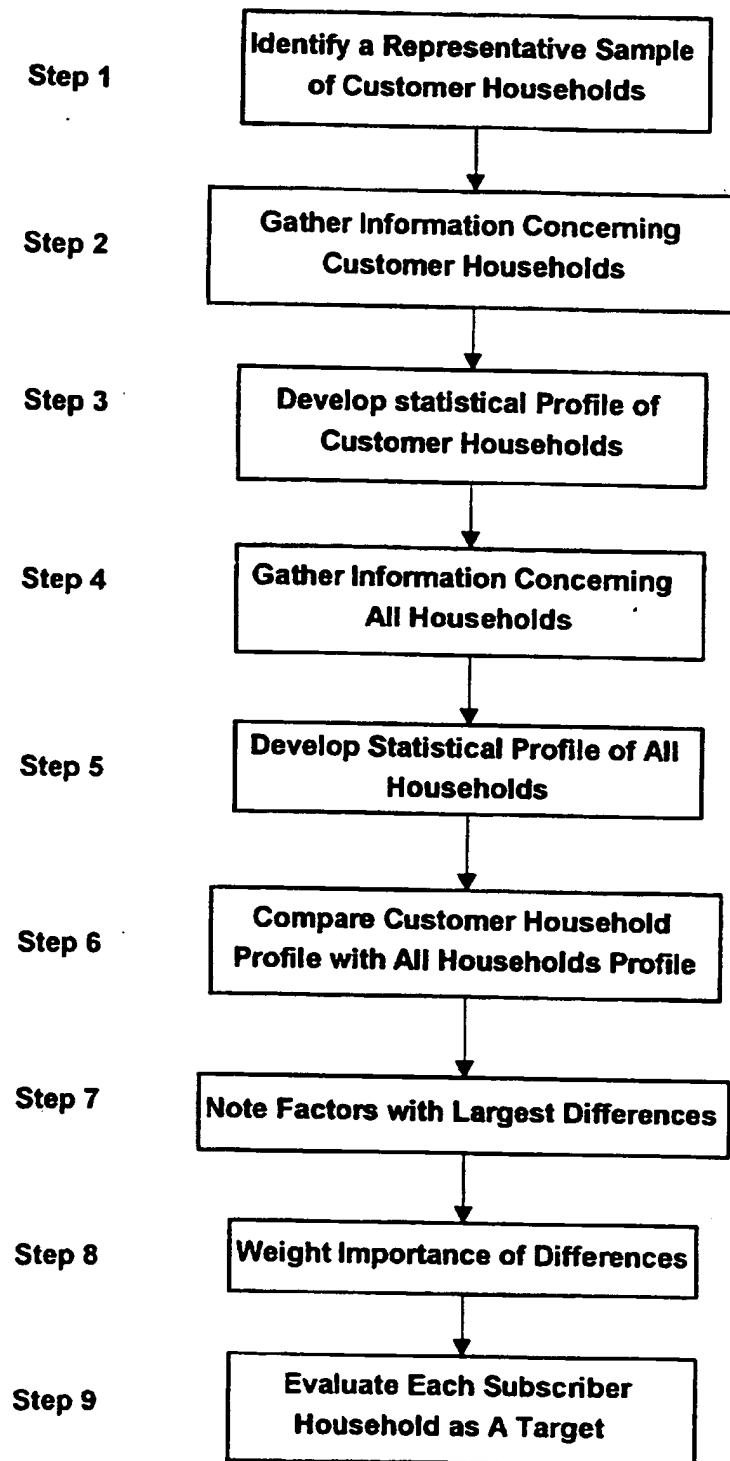 Step 1
Identify a Representative Sample
of Customer Households
Step 2
Gather Information Concerning
Customer Households
Step 3
Develop statistical Profile of
Customer Households
Step 4
Gather Information Concerning
All Households
Step 5
Develop Statistical Profile of All
Households
Step 6
Compare Customer Household
Profile with All Households Profile
Step 7
Note Factors with Largest Differences
Step 8
Weight Importance of Differences
Step 9
Evaluate Each Subscriber
Household as A Target